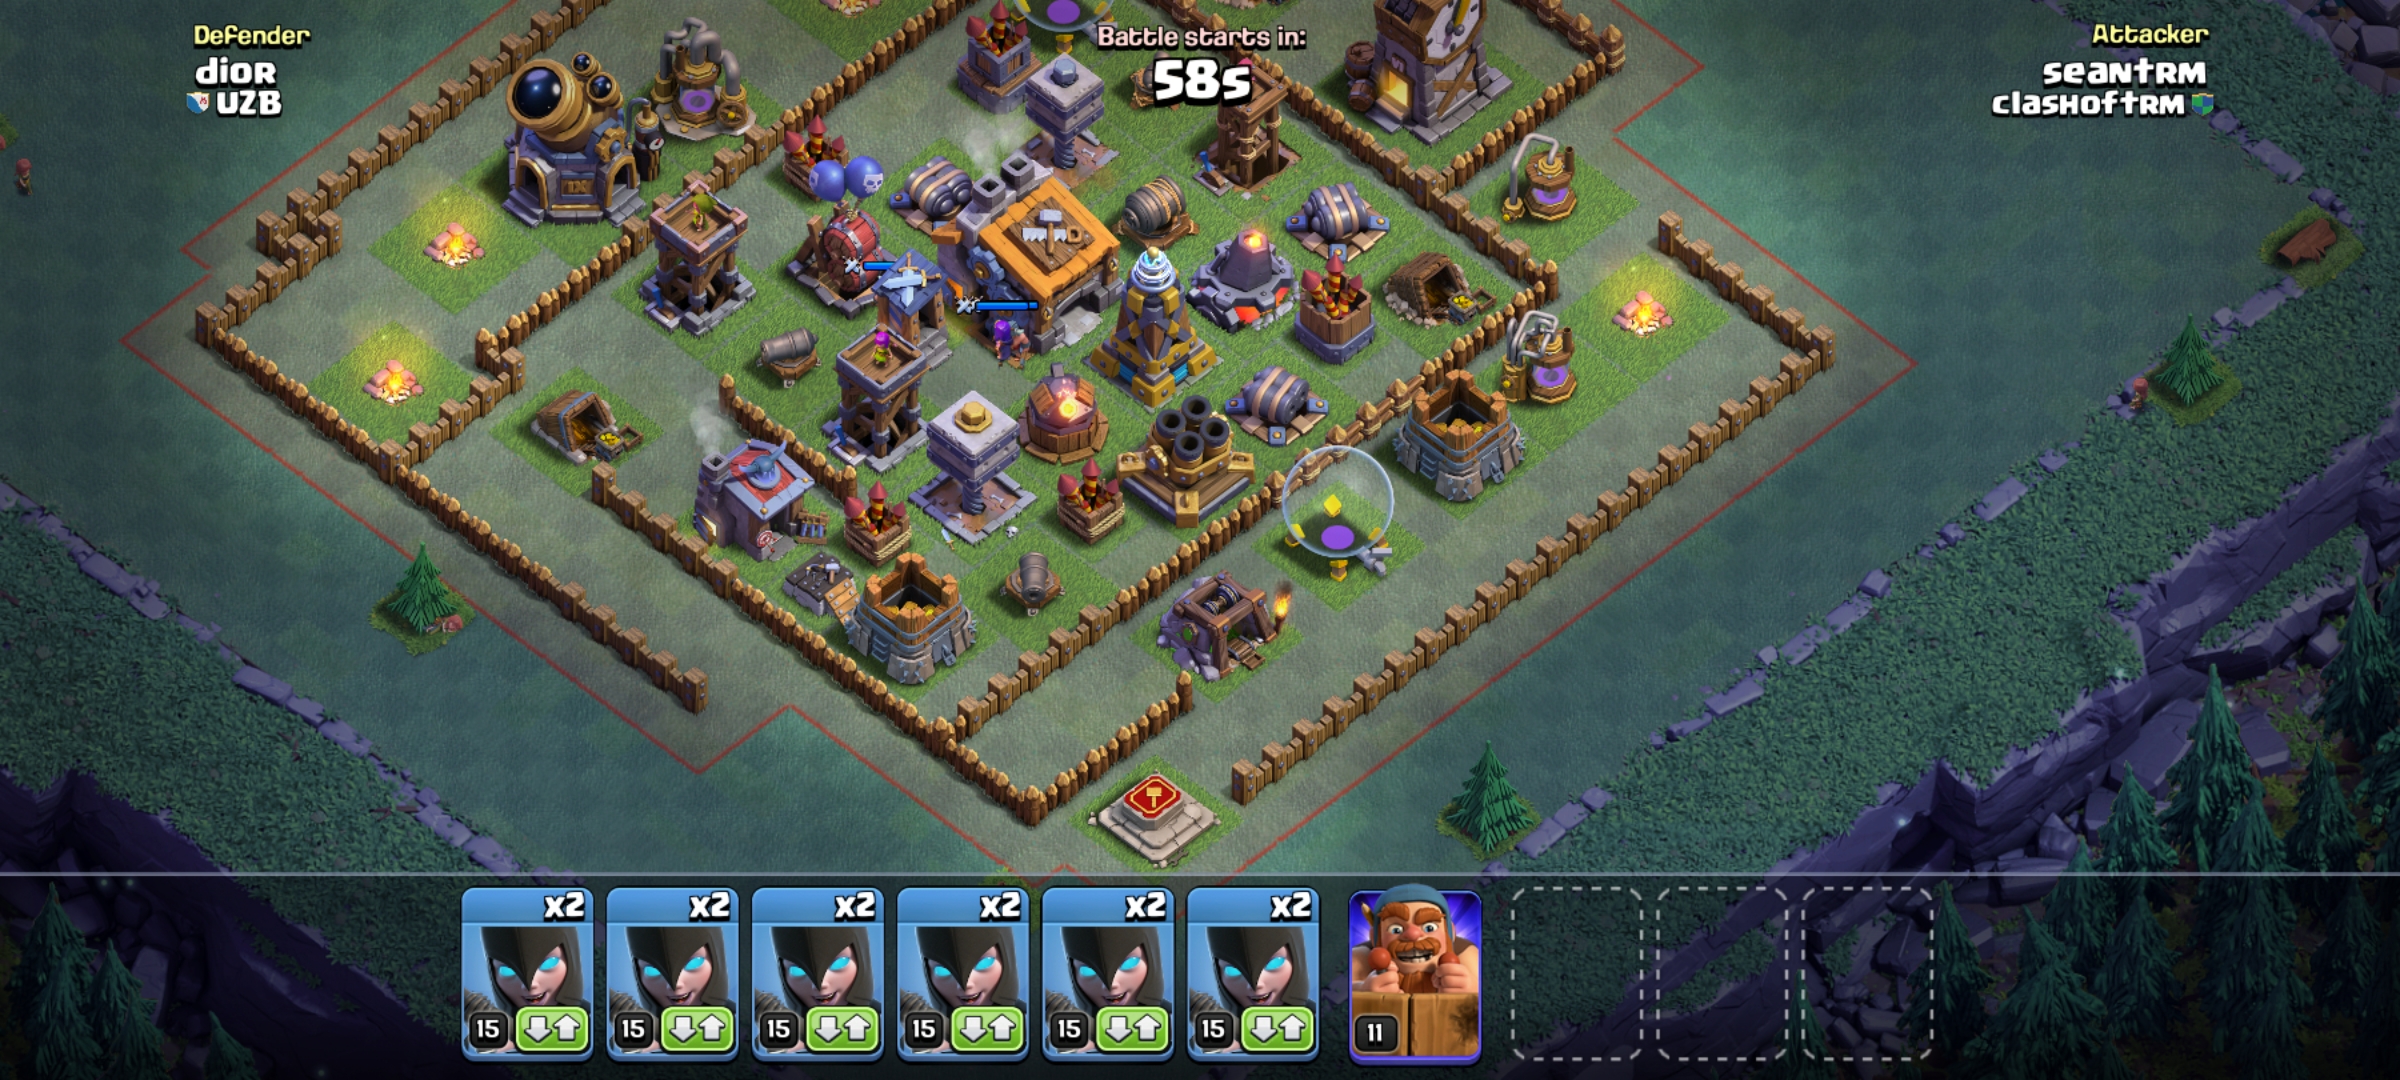 Defender
dior
UZB
Battle starts in:
58s
Attacker
seantRM
clashoftRM
x2
x2
x2
x2
x2
x2
15
15
15
15
15
15
11